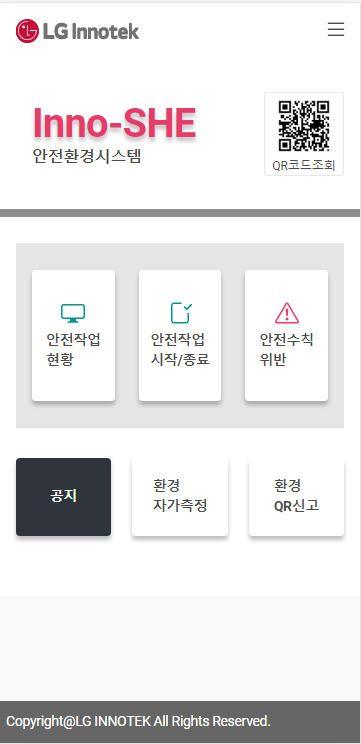 LG Innotek
Inno-SHE
안전환경시스템
QR코드조회
안전작업
현황
안전작업
시작/종료
안전수칙
위반
공지
환경
자가측정
환경
QR신고
Copyright@LG INNOTEK All Rights Reserved.